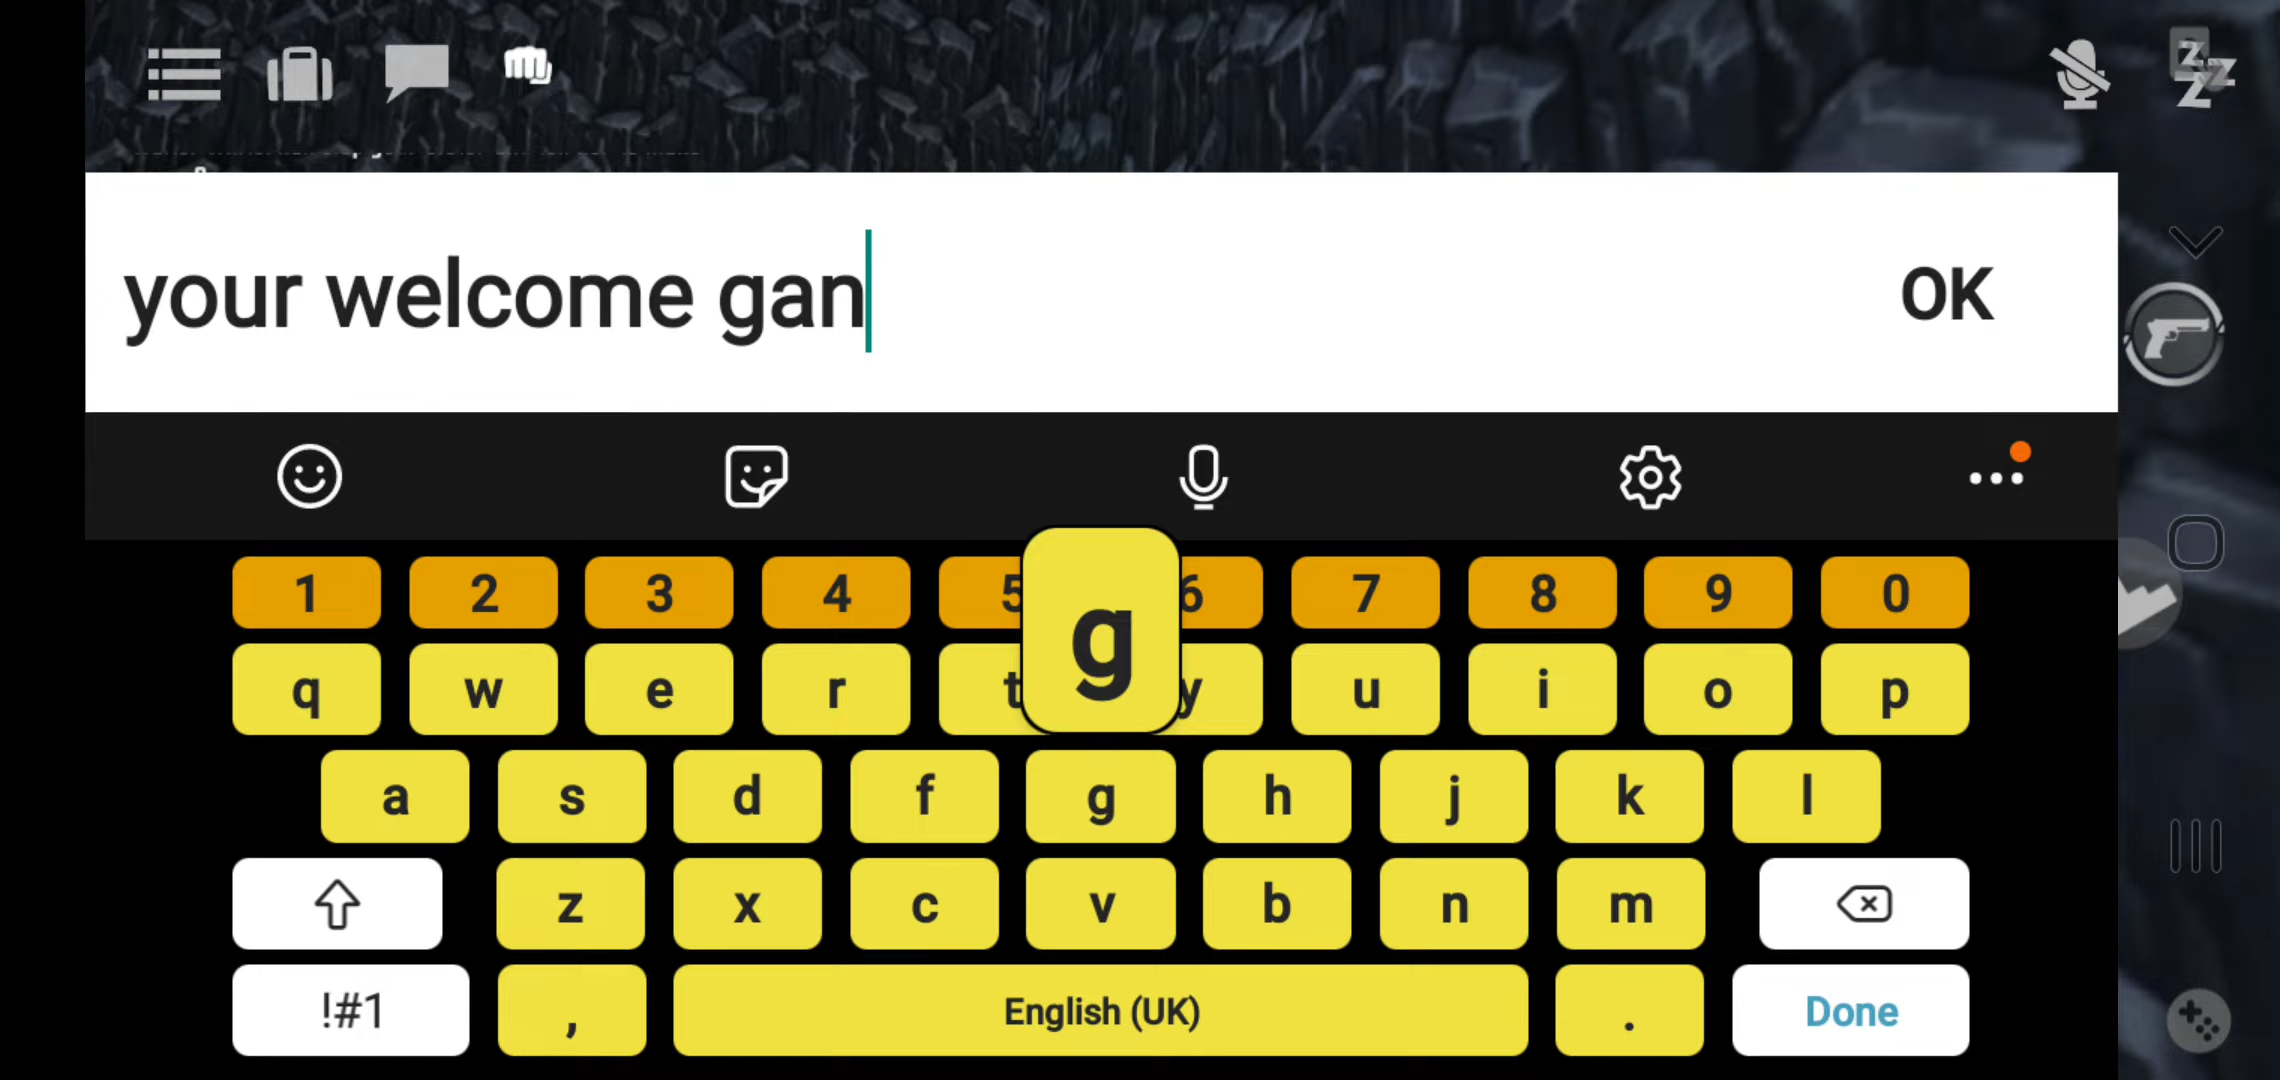 your welcome gan
OK
1 2 3 4 5 6 7 8 9 0
g
q w e r t y u i o p
a s d f g h j k l
z x c v b n m
!#1 , English (UK) . Done